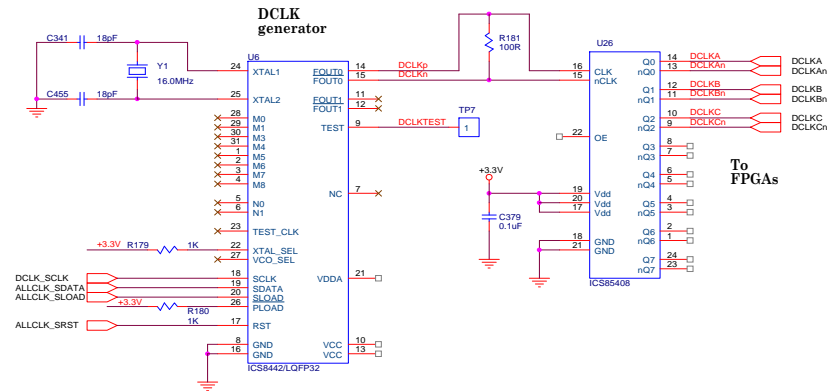 DCLK
generator
C341 18pF
Y1
16.0MHz
C455 18pF
U6
24 XTAL1
25 XTAL2
28 M0
29 M1
30 M3
31 M4
1 M5
2 M6
3 M7
4 M8
5 N0
6 N1
23 TEST_CLK
+3.3V R179 1K 22 XTAL_SEL
27 VCO_SEL
DCLK_SCLK 18 SCLK
ALLCLK_SDATA 19 SDATA
ALLCLK_SLOAD 20 SLOAD
+3.3V R180 1K 26 PLOAD
ALLCLK_SRST 17 RST
8 GND
16 GND
FOUT0 14 DCLKp
FOUT0 15 DCLKn
FOUT1 11
FOUT1 12
TEST 9 DCLKTEST
TP7
1
NC 7
VDDA 21
VCC 10
VCC 13
ICS8442/LQFP32
R181
100R
U26
16 CLK
15 nCLK
22 OE
+3.3V
C379
0.1uF
19 Vdd
20 Vdd
17 Vdd
18 GND
21 GND
Q0 14 DCLKA DCLKA
nQ0 13 DCLKAn DCLKAn
Q1 12 DCLKB DCLKB
nQ1 11 DCLKBn DCLKBn
Q2 10 DCLKC DCLKC
nQ2 9 DCLKCn DCLKCn
Q3 8
nQ3 7
Q4 6
nQ4 5
Q5 4
nQ5 3
Q6 2
nQ6 1
Q7 24
nQ7 23
ICS85408
To
FPGAs